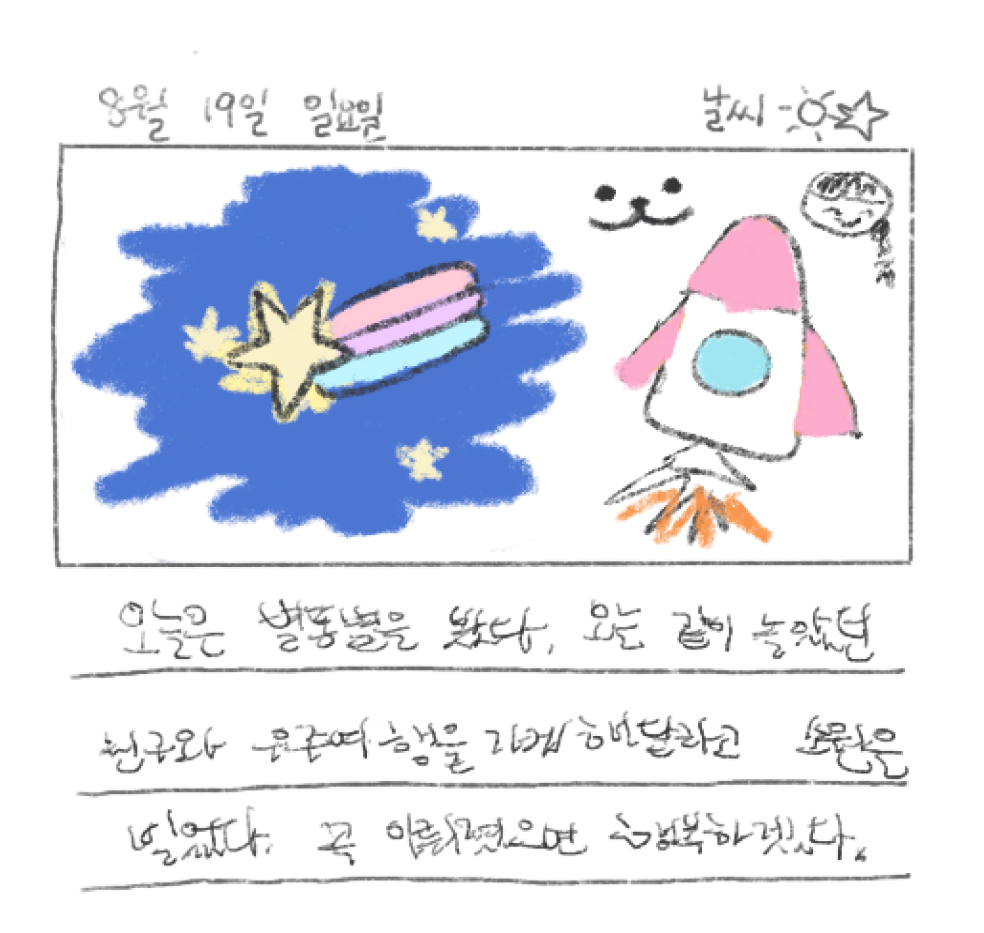 8월 19일 일요일 날씨 -
오늘은 별똥별을 봤다, 오늘 같이 놀았던
친구와 우주여행을 가게 해달라고 소원을
빌었다. 꼭 이뤄졌으면 행복하겟다.